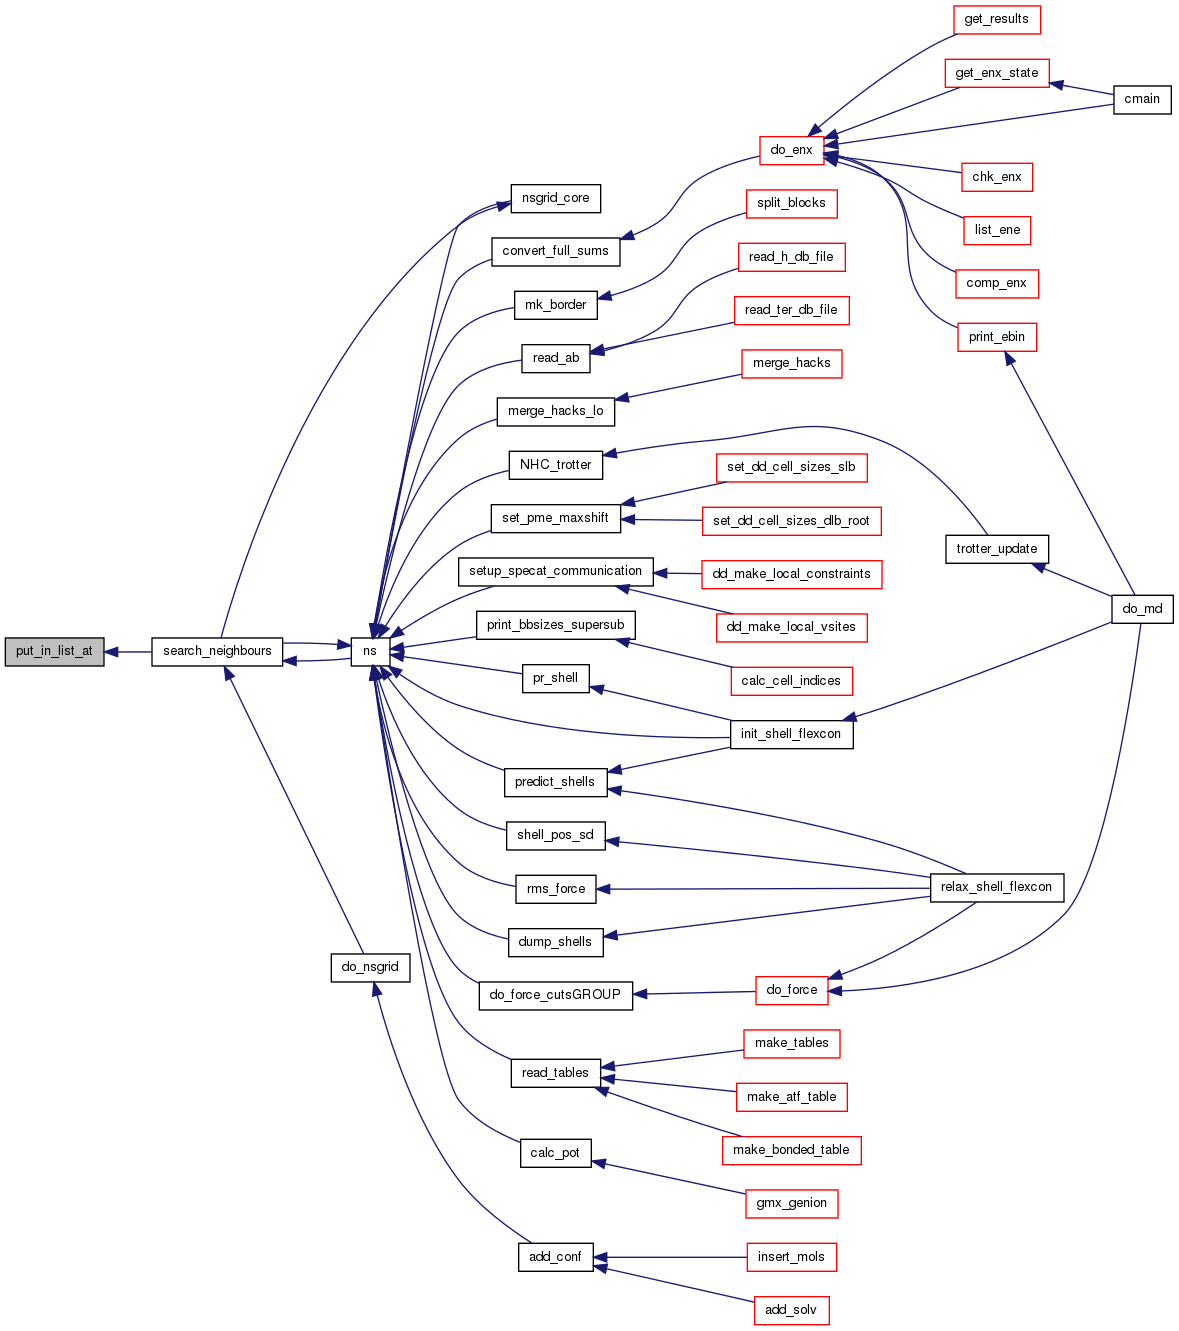 get_results
get_enx_state
cmain
do_enx
chk_enx
nsgrid_core
split_blocks
list_ene
convert_full_sums
read_h_db_file
comp_enx
mk_border
read_ter_db_file
print_ebin
read_ab
merge_hacks
merge_hacks_lo
NHC_trotter
set_dd_cell_sizes_slb
set_pme_maxshift
set_dd_cell_sizes_dlb_root
trotter_update
setup_specat_communication
dd_make_local_constraints
do_md
print_bbsizes_supersub
dd_make_local_vsites
put_in_list_at
search_neighbours
ns
pr_shell
calc_cell_indices
init_shell_flexcon
predict_shells
shell_pos_sd
rms_force
relax_shell_flexcon
dump_shells
do_nsgrid
do_force_cutsGROUP
do_force
make_tables
read_tables
make_atf_table
calc_pot
make_bonded_table
gmx_genion
add_conf
insert_mols
add_solv